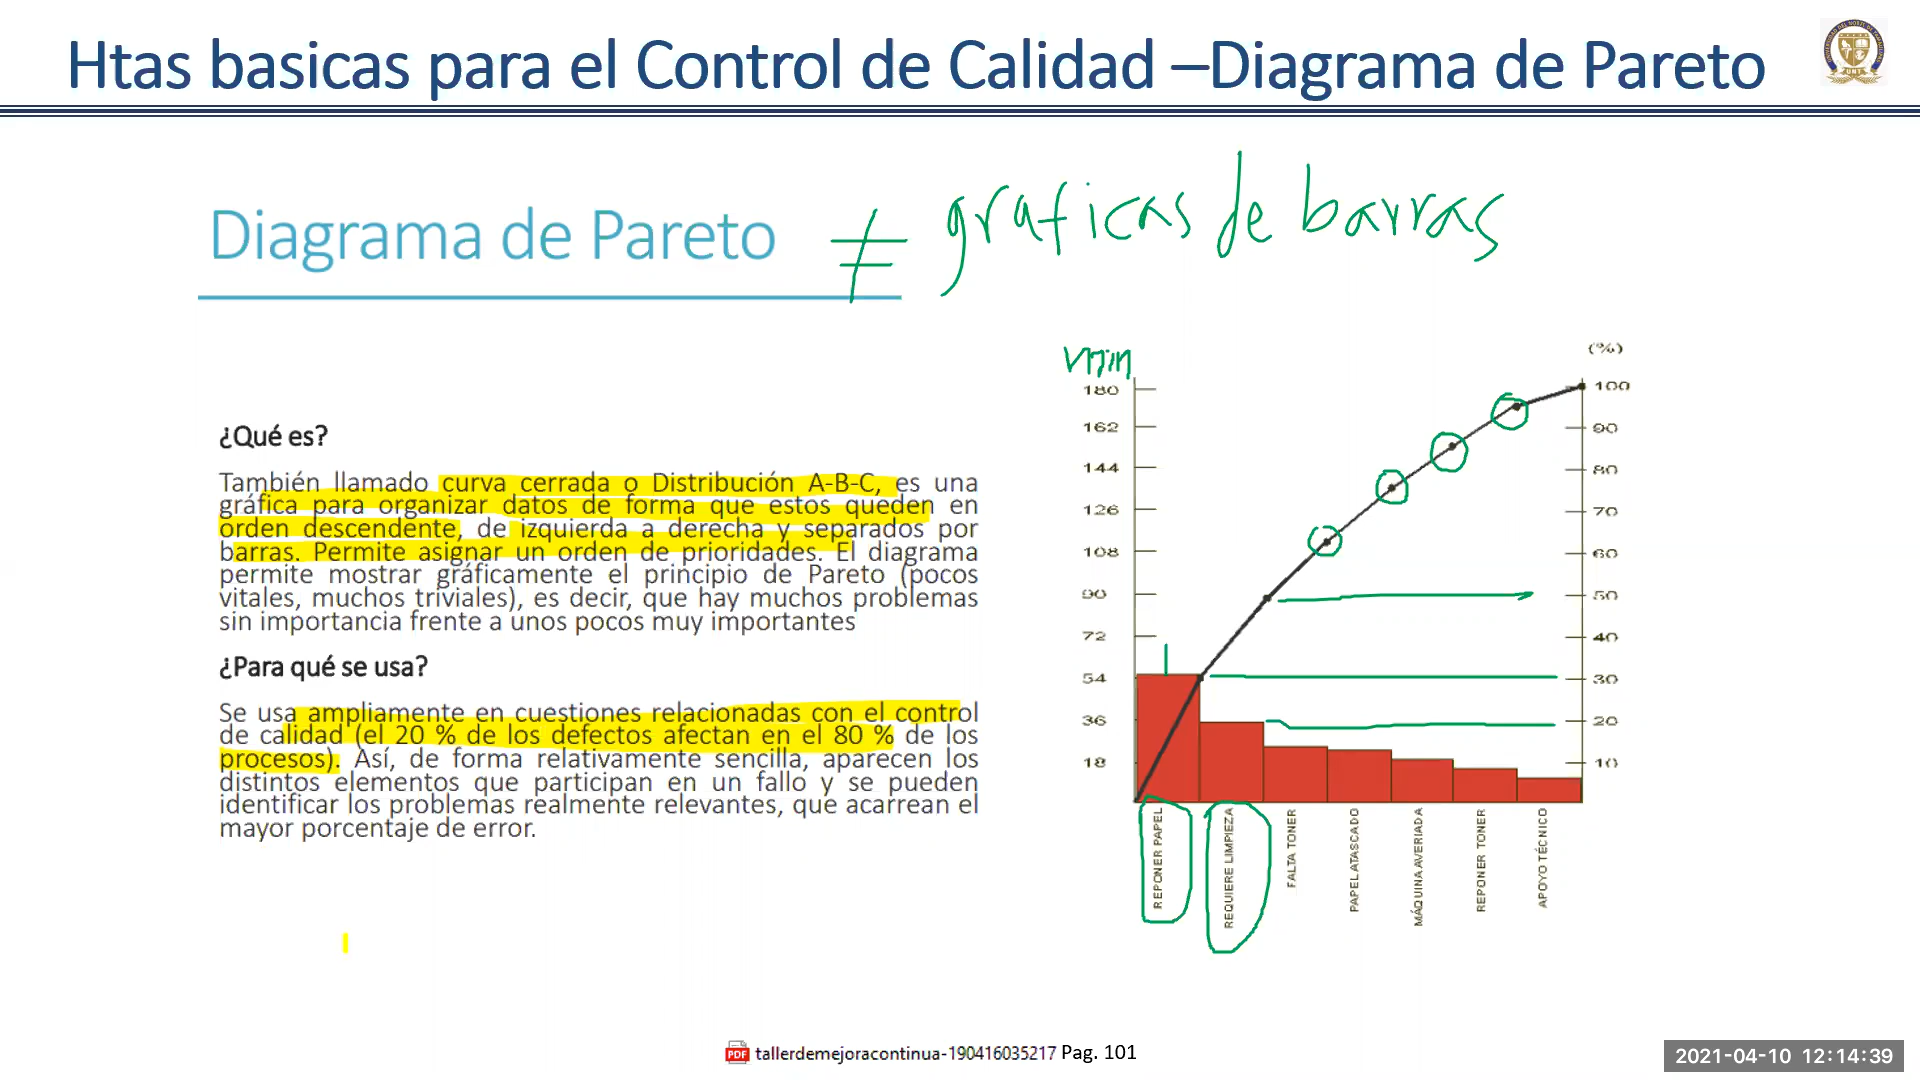 Htas basicas para el Control de Calidad –Diagrama de Pareto
Diagrama de Pareto ≠ graficas de barras
¿Qué es?
También llamado curva cerrada o Distribución A-B-C, es una
gráfica para organizar datos de forma que estos queden en
orden descendente, de izquierda a derecha y separados por
barras. Permite asignar un orden de prioridades. El diagrama
permite mostrar gráficamente el principio de Pareto (pocos
vitales, muchos triviales), es decir, que hay muchos problemas
sin importancia frente a unos pocos muy importantes
¿Para qué se usa?
Se usa ampliamente en cuestiones relacionadas con el control
de calidad (el 20 % de los defectos afectan en el 80 % de los
procesos). Así, de forma relativamente sencilla, aparecen los
distintos elementos que participan en un fallo y se pueden
identificar los problemas realmente relevantes, que acarrean el
mayor porcentaje de error.
180
162
144
126
108
90
72
54
36
18
(%)
100
90
80
70
60
50
40
30
20
10
REPONER PAPEL
REQUIERE LIMPIEZA
FALTA TONER
PAPEL ATASCADO
MÁQUINA AVERIADA
REPONER TONER
APOYO TÉCNICO
PDF tallerdemejoracontinua-190416035217 Pag. 101
2021-04-10 12:14:39